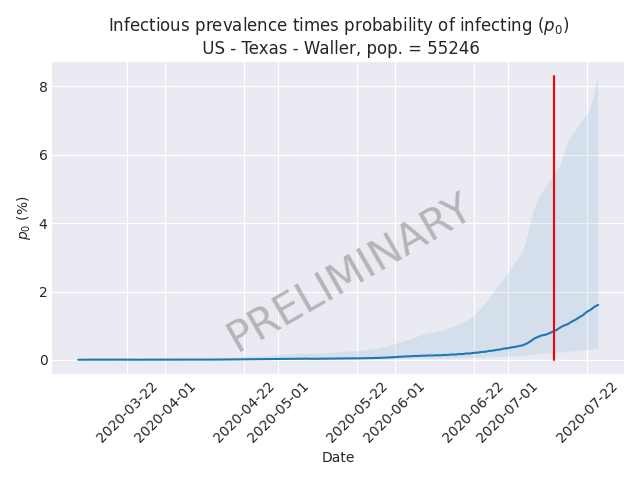 Infectious prevalence times probability of infecting (p₀)
US - Texas - Waller, pop. = 55246
8
6
4
2
0
p₀ (%)
PRELIMINARY
2020-03-22
2020-04-01
2020-04-22
2020-05-01
2020-05-22
2020-06-01
2020-06-22
2020-07-01
2020-07-22
Date